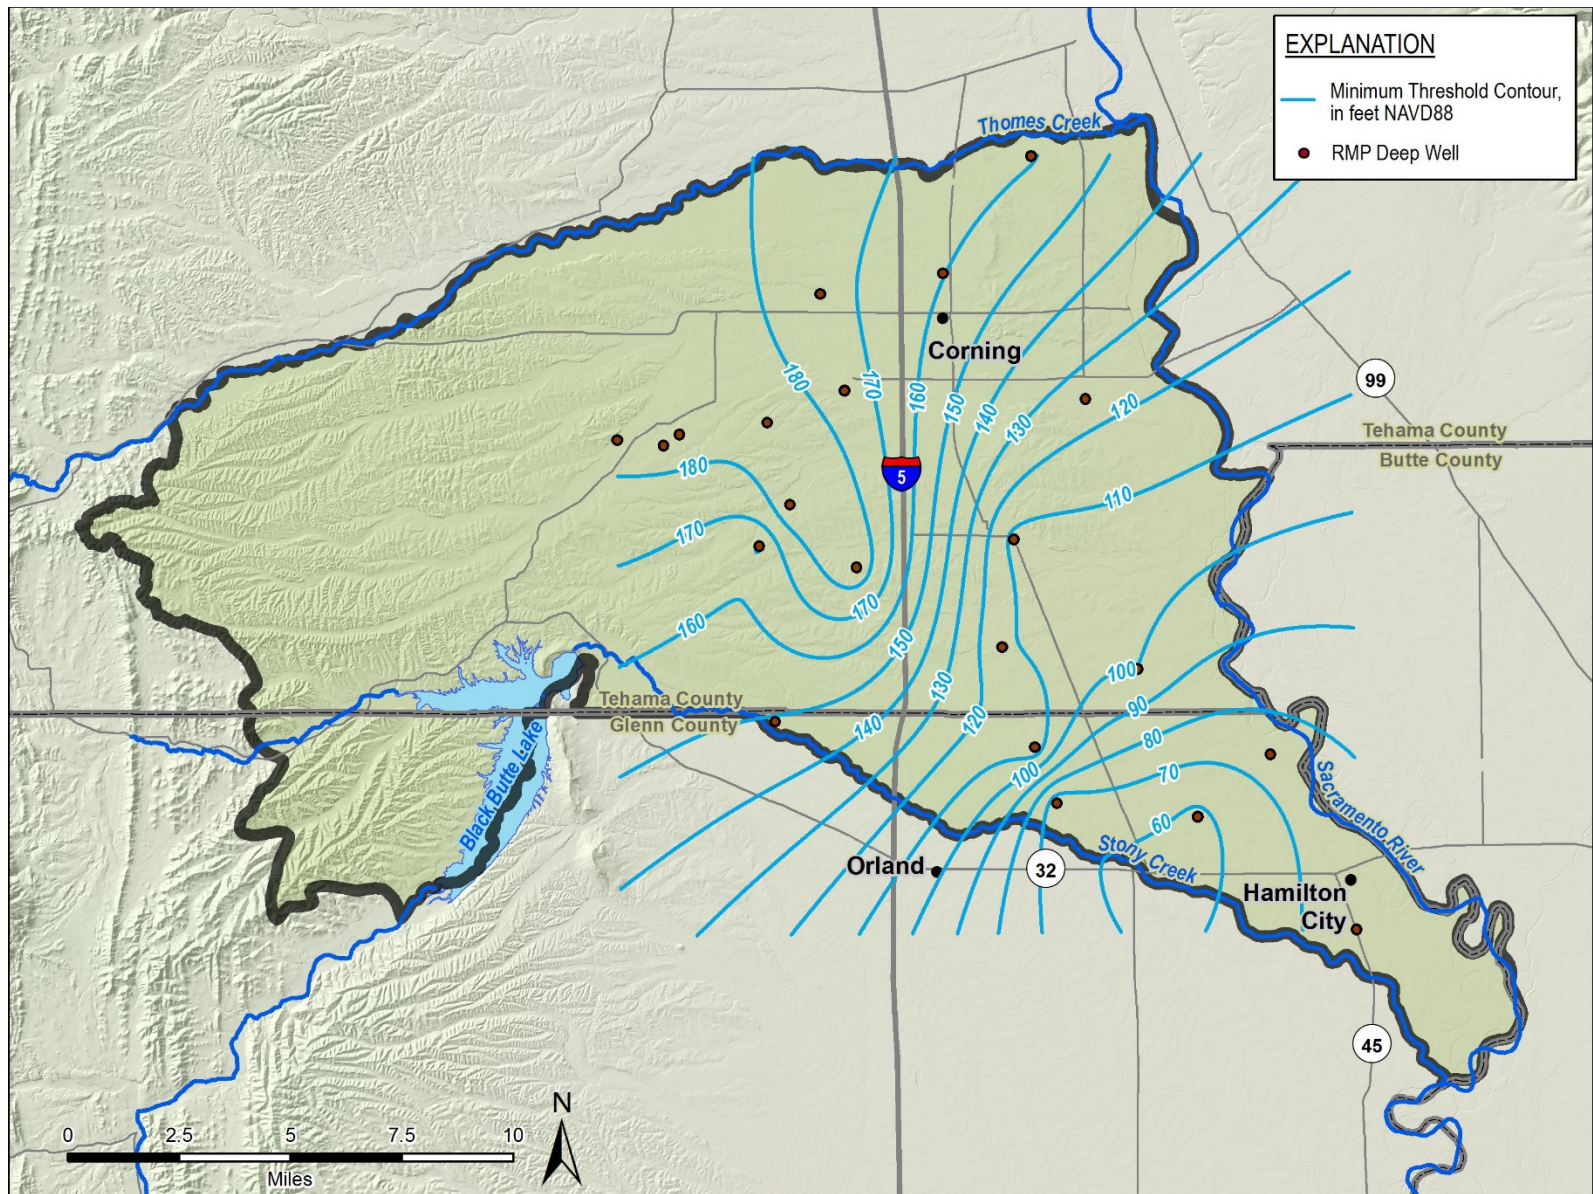 EXPLANATION
Minimum Threshold Contour,
in feet NAVD88
RMP Deep Well
Thomes Creek
Corning
180
170
160
150
140
130
120
99
Tehama County
Butte County
5
180
110
170
170
160
150
100
130
Tehama County
Glenn County
90
120
140
80
100
70
Black Butte Lake
Sacramento River
60
Stony Creek
Orland
32
Hamilton
City
45
N
0
2.5
5
7.5
10
Miles